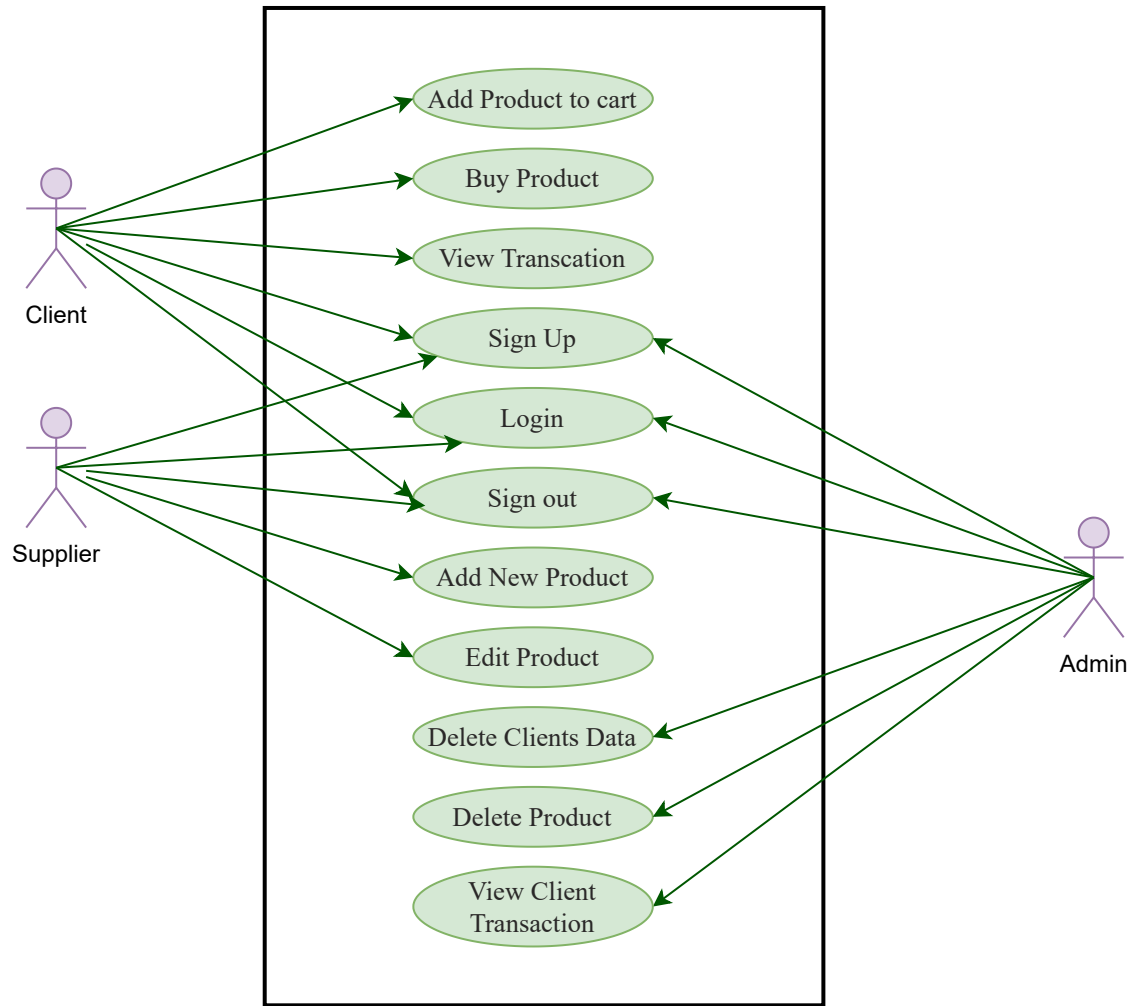 Add Product to cart
Buy Product
View Transcation
Client
Sign Up
Login
Sign out
Supplier
Add New Product
Edit Product
Admin
Delete Clients Data
Delete Product
View Client
Transaction